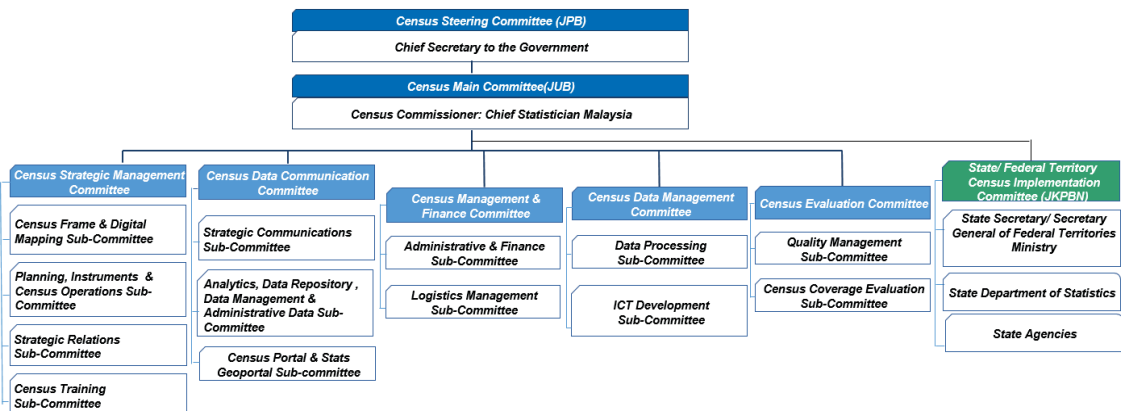 Census Steering Committee (JPB)
Chief Secretary to the Government
Census Main Committee(JUB)
Census Commissioner: Chief Statistician Malaysia
Census Strategic Management
Committee
Census Frame & Digital
Mapping Sub-Committee
Planning, Instruments &
Census Operations Sub-
Committee
Strategic Relations
Sub-Committee
Census Training
Sub-Committee
Census Data Communication
Committee
Strategic Communications
Sub-Committee
Analytics, Data Repository ,
Data Management &
Administrative Data Sub-
Committee
Census Portal & Stats
Geoportal Sub-committee
Census Management &
Finance Committee
Administrative & Finance
Sub-Committee
Logistics Management
Sub-Committee
Census Data Management
Committee
Data Processing
Sub-Committee
ICT Development
Sub-Committee
Census Evaluation Committee
Quality Management
Sub-Committee
Census Coverage Evaluation
Sub-Committee
State/ Federal Territory
Census Implementation
Committee (JKPBN)
State Secretary/ Secretary
General of Federal Territories
Ministry
State Department of Statistics
State Agencies